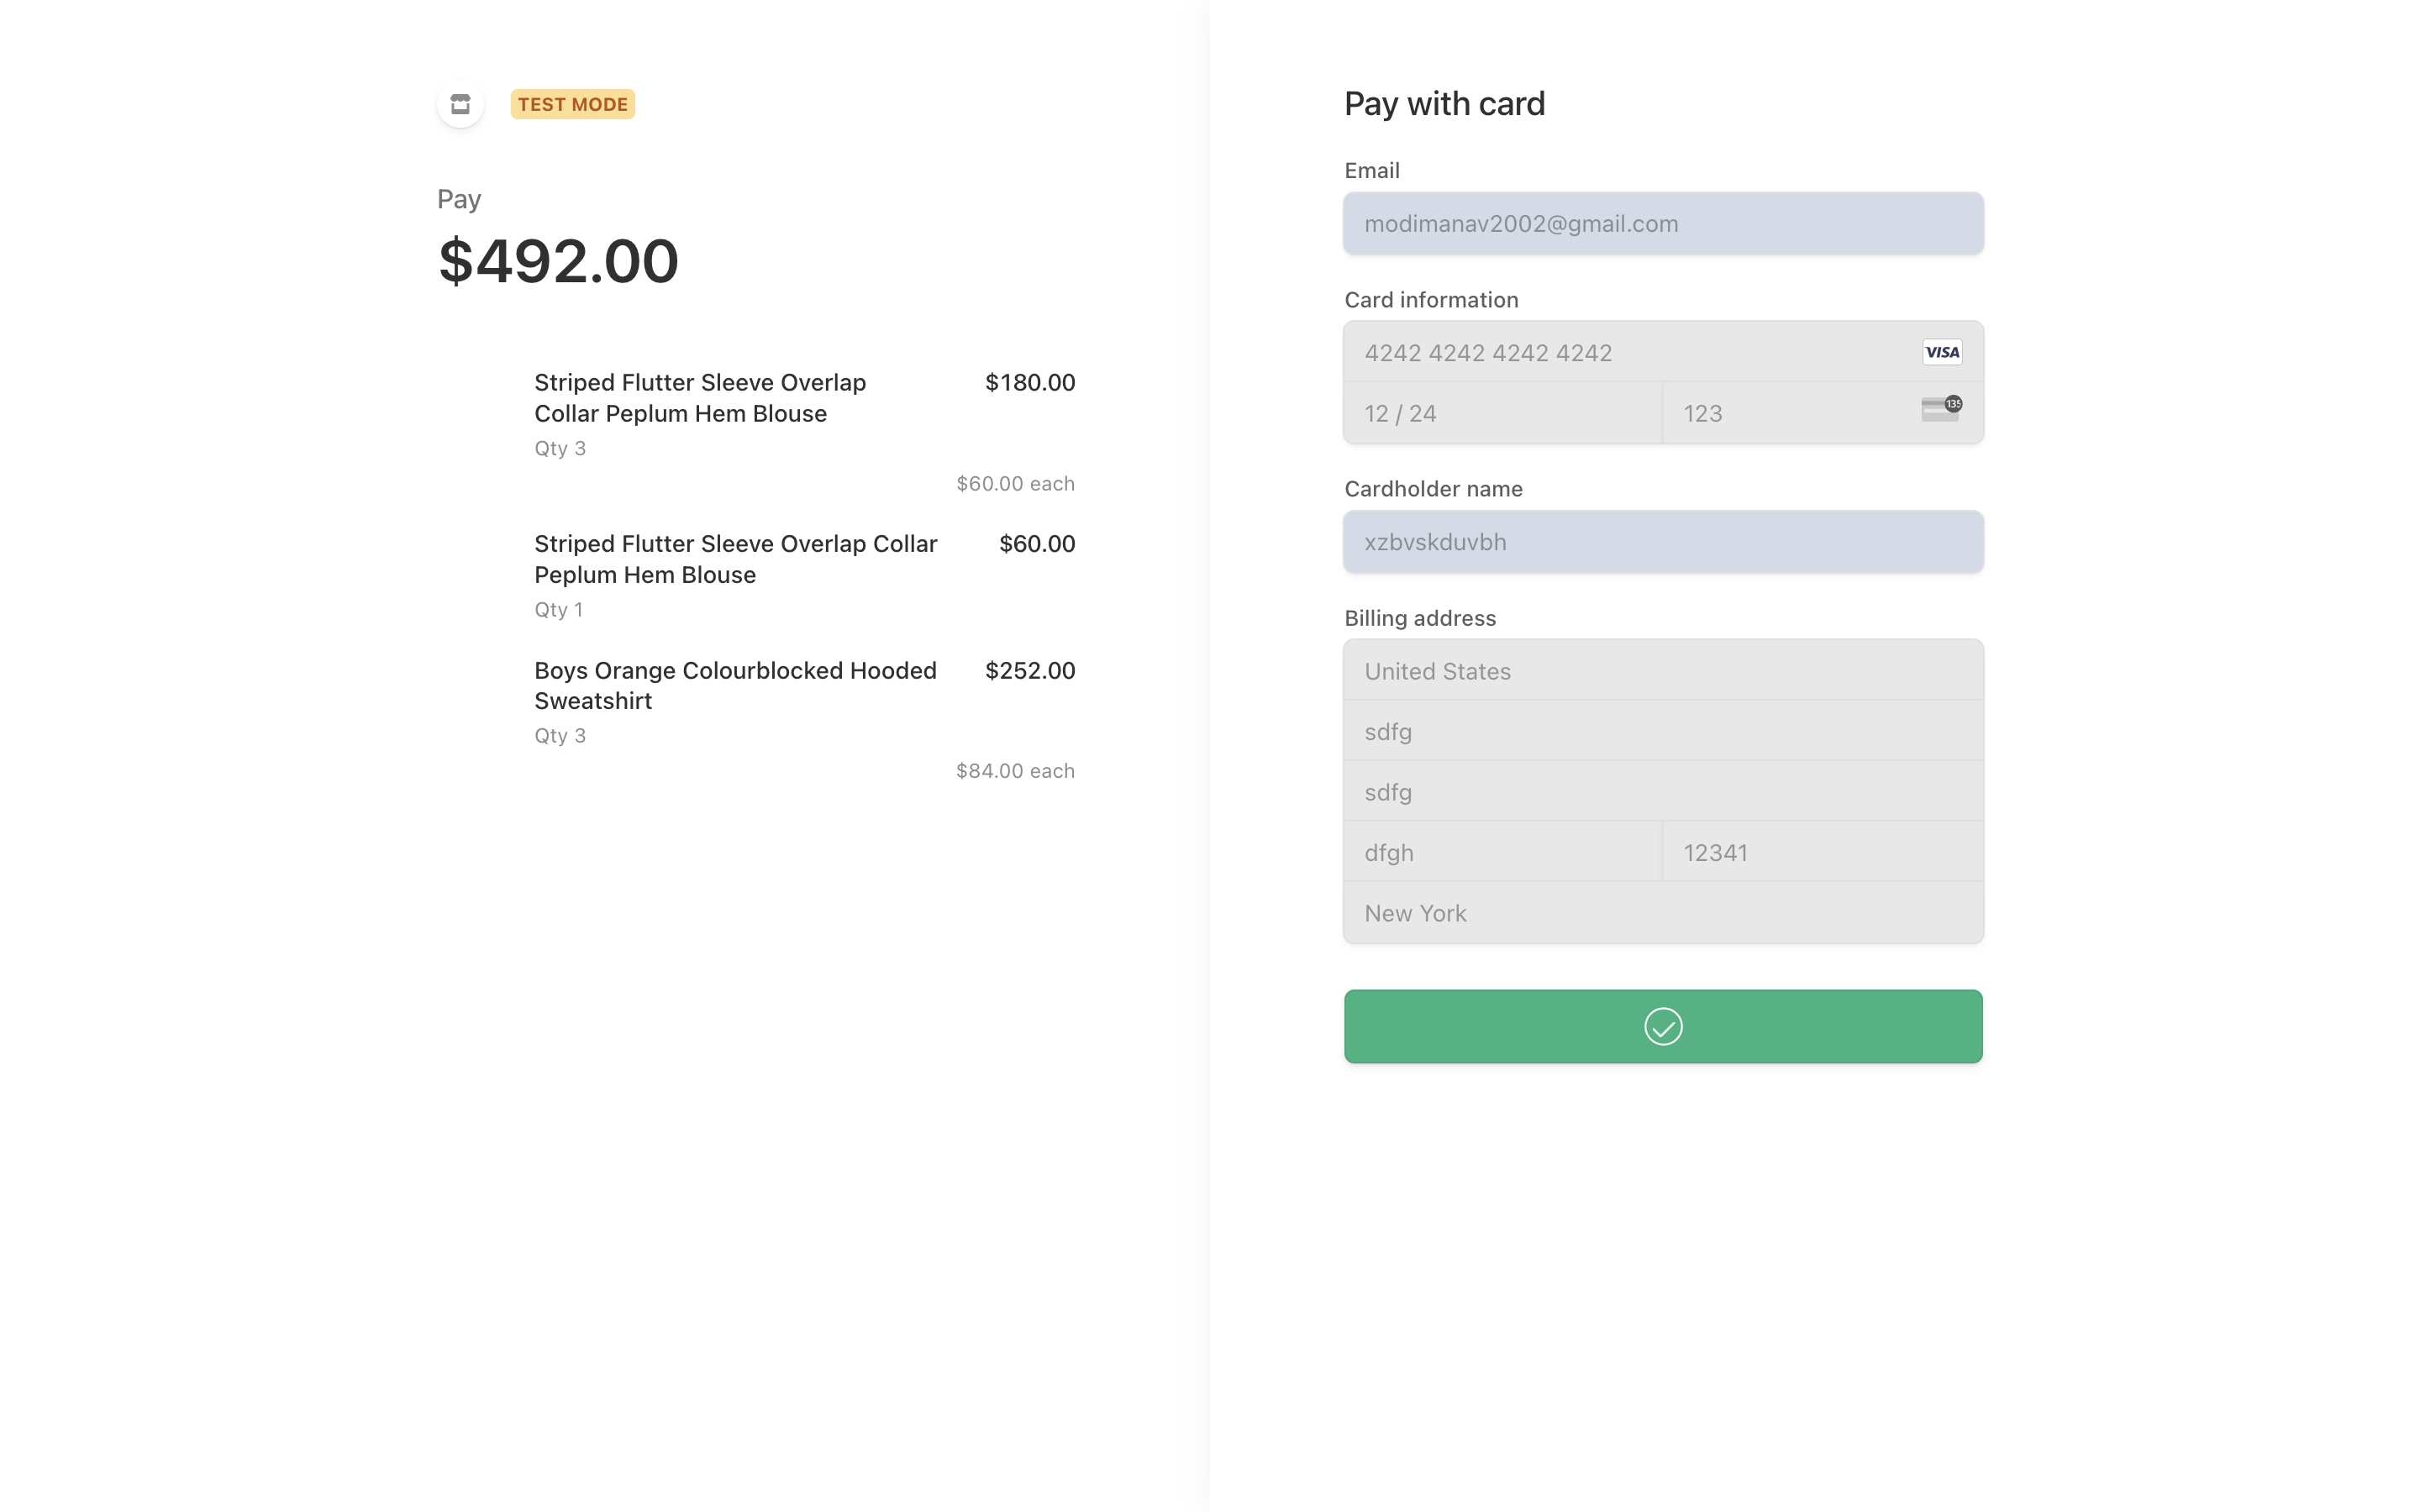 TEST MODE
Pay
$492.00
Striped Flutter Sleeve Overlap $180.00
Collar Peplum Hem Blouse
Qty 3
$60.00 each
Striped Flutter Sleeve Overlap Collar $60.00
Peplum Hem Blouse
Qty 1
Boys Orange Colourblocked Hooded $252.00
Sweatshirt
Qty 3
$84.00 each
Pay with card
Email
modimanav2002@gmail.com
Card information
4242 4242 4242 4242 VISA
12 / 24 123 135
Cardholder name
xzbvskduvbh
Billing address
United States
sdfg
sdfg
dfgh 12341
New York